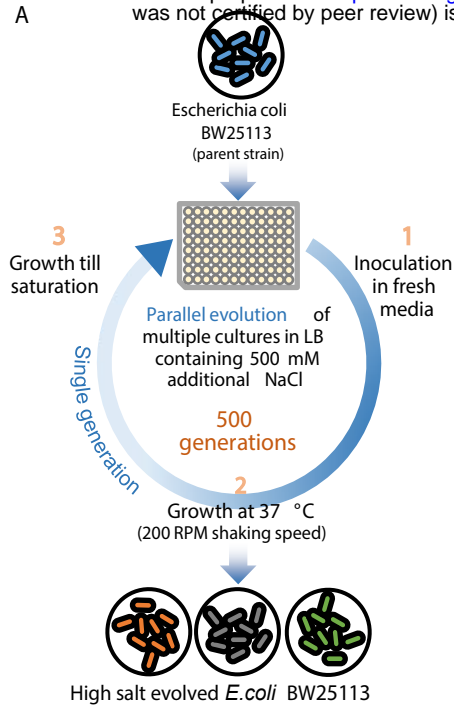 A
was not certified by peer review) is
Escherichia coli
BW25113
(parent strain)
3
Growth till
saturation
1
Inoculation
in fresh
media
Parallel evolution of
multiple cultures in LB
containing 500 mM
additional NaCl
500
generations
Single generation
2
Growth at 37 °C
(200 RPM shaking speed)
High salt evolved E.coli BW25113